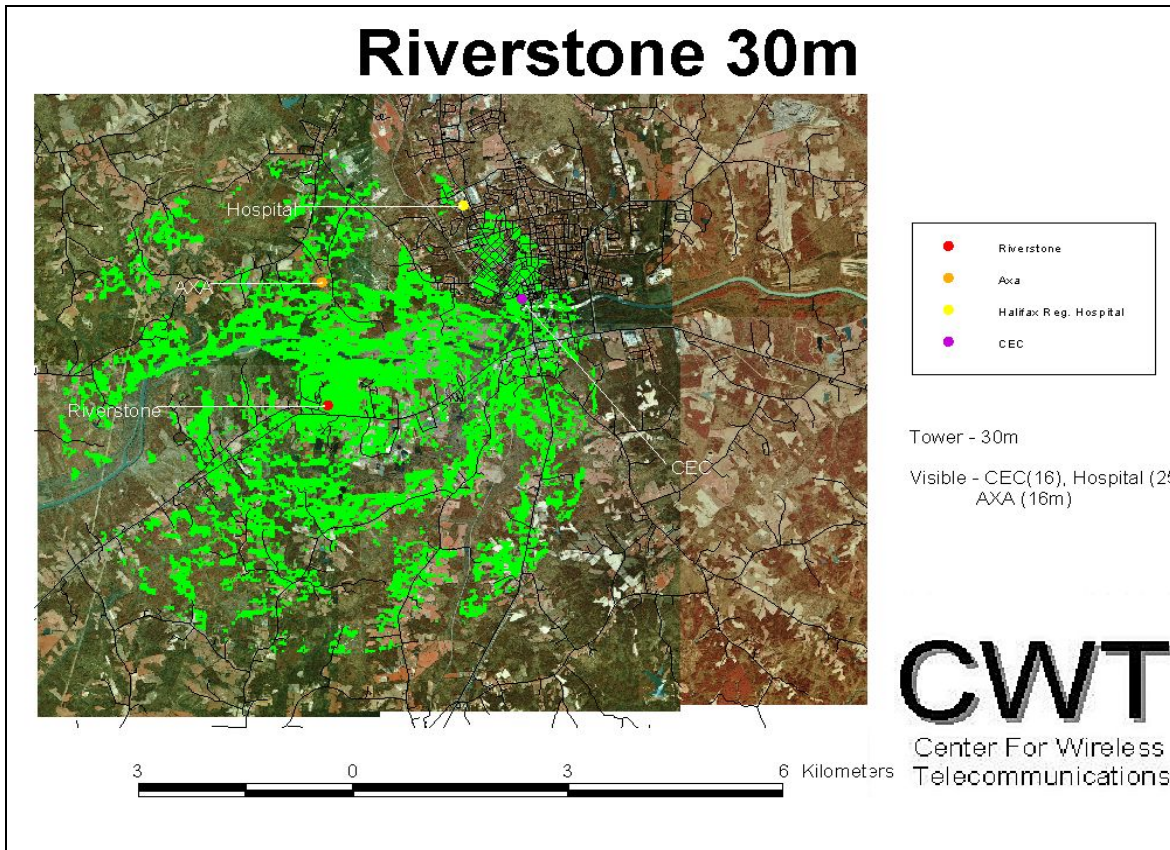 Riverstone 30m
Hospital
AXA
Riverstone
CEC
Riverstone
Axa
Halifax Reg. Hospital
CEC
Tower - 30m
Visible - CEC(16), Hospital (25
AXA (16m)
3 0 3 6 Kilometers
CWT
Center For Wireless
Telecommunications